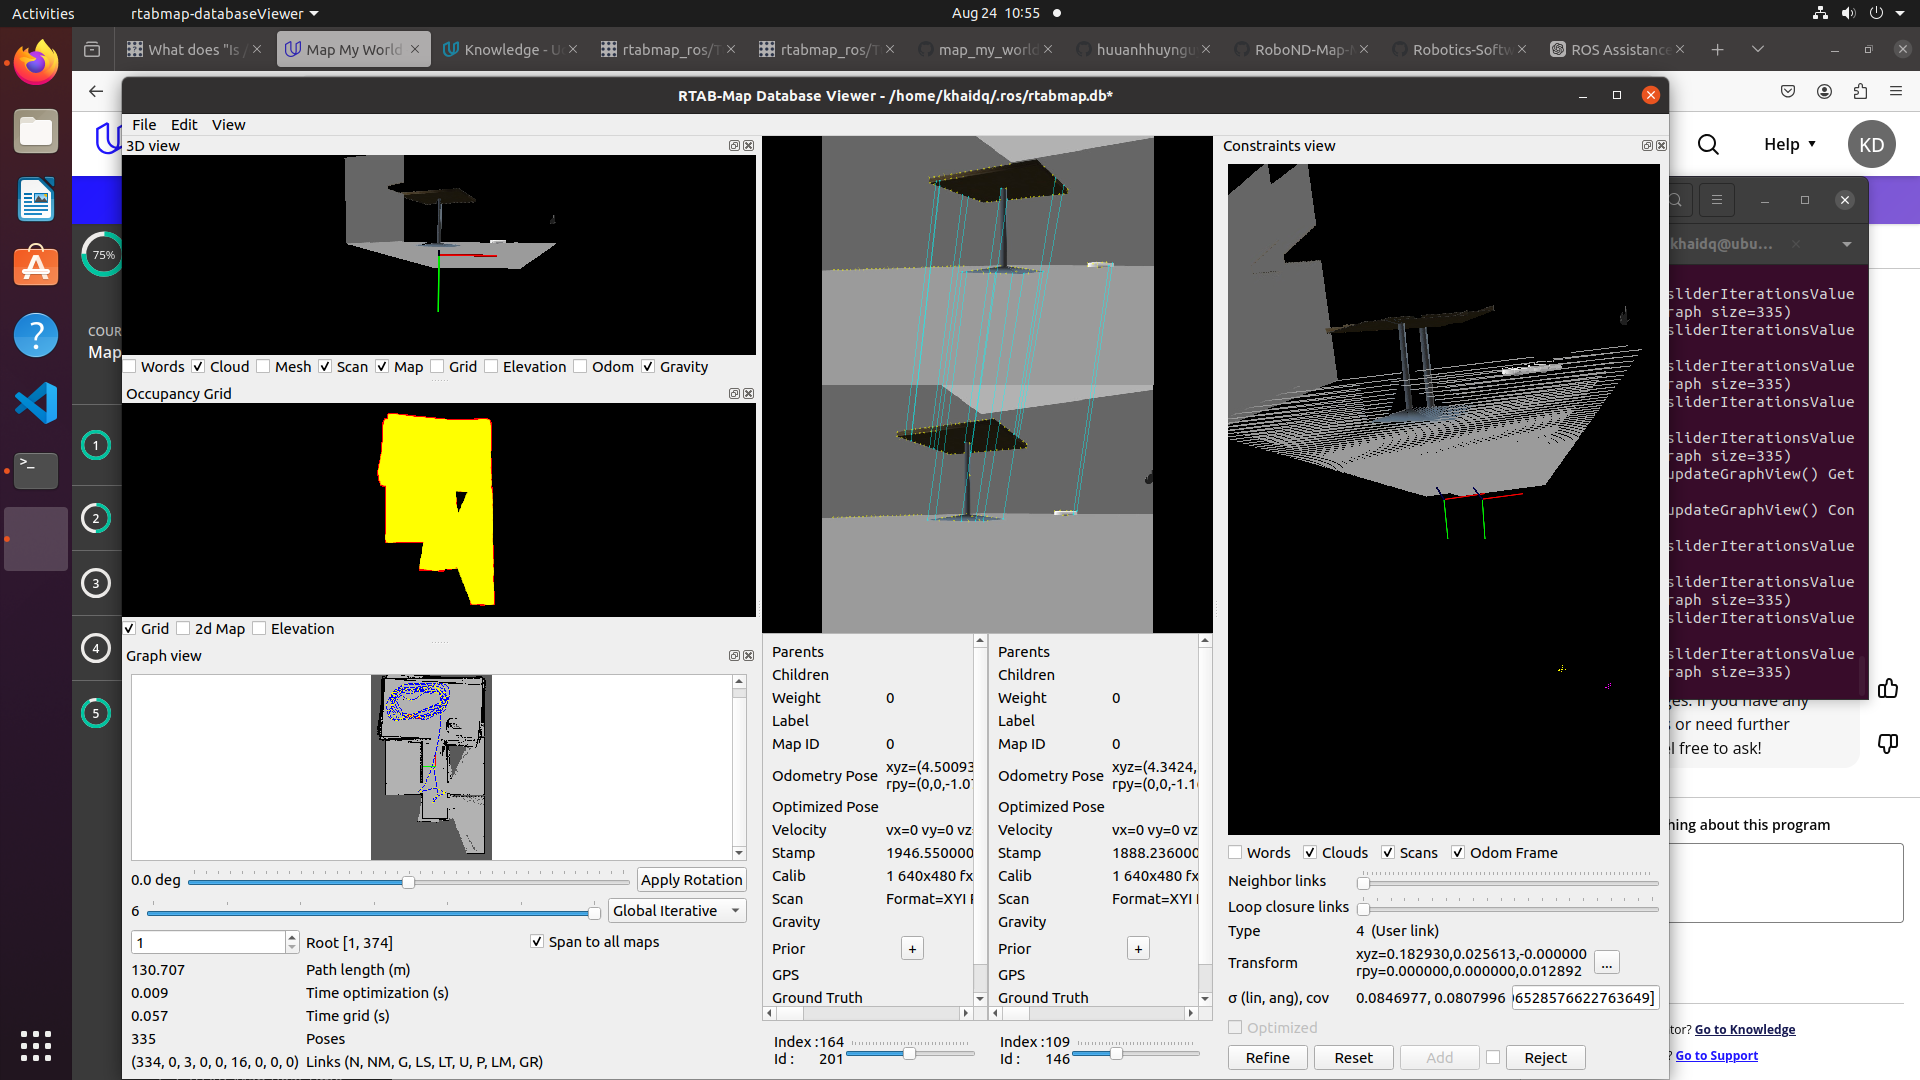 Activities
rtabmap-databaseViewer
Aug 24 10:55
What does "Is /
Map My World
Knowledge - U
rtabmap_ros/T
rtabmap_ros/T
map_my_world
huuanhhuyngu
RoboND-Map-M
Robotics-Softw
ROS Assistance
RTAB-Map Database Viewer - /home/khaidq/.ros/rtabmap.db*
File Edit View
Help
KD
75%
COUR
Map
1
2
3
4
5
3D view
Words Cloud Mesh Scan Map Grid Elevation Odom Gravity
Occupancy Grid
Grid 2d Map Elevation
Graph view
0.0 deg
Apply Rotation
6
Global Iterative
1
Root [1, 374]
Span to all maps
130.707 Path length (m)
0.009 Time optimization (s)
0.057 Time grid (s)
335 Poses
(334, 0, 3, 0, 0, 16, 0, 0, 0) Links (N, NM, G, LS, LT, U, P, LM, GR)
Parents
Children
Weight 0
Label
Map ID 0
Odometry Pose xyz=(4.50093
rpy=(0,0,-1.07
Optimized Pose
Velocity vx=0 vy=0 vz
Stamp 1946.550000
Calib 1 640x480 fx
Scan Format=XYI
Gravity
Prior +
GPS
Ground Truth
Index :164
Id : 201
Parents
Children
Weight 0
Label
Map ID 0
Odometry Pose xyz=(4.3424,
rpy=(0,0,-1.1
Optimized Pose
Velocity vx=0 vy=0 vz
Stamp 1888.236000
Calib 1 640x480 fx
Scan Format=XYI
Gravity
Prior +
GPS
Ground Truth
Index :109
Id : 146
Constraints view
Words Clouds Scans Odom Frame
Neighbor links
Loop closure links
Type 4 (User link)
Transform xyz=0.182930,0.025613,-0.000000
rpy=0.000000,0.000000,0.012892
...
σ (lin, ang), cov 0.0846977, 0.0807996 06528576622763649]
Optimized
Refine Reset Add Reject
khaidq@ubu...
sliderIterationsValue
raph size=335)
sliderIterationsValue
sliderIterationsValue
raph size=335)
sliderIterationsValue
sliderIterationsValue
raph size=335)
updateGraphView() Get
updateGraphView() Con
sliderIterationsValue
sliderIterationsValue
raph size=335)
sliderIterationsValue
sliderIterationsValue
raph size=335)
ges. If you have any
s or need further
el free to ask!
hing about this program
tor? Go to Knowledge
? Go to Support